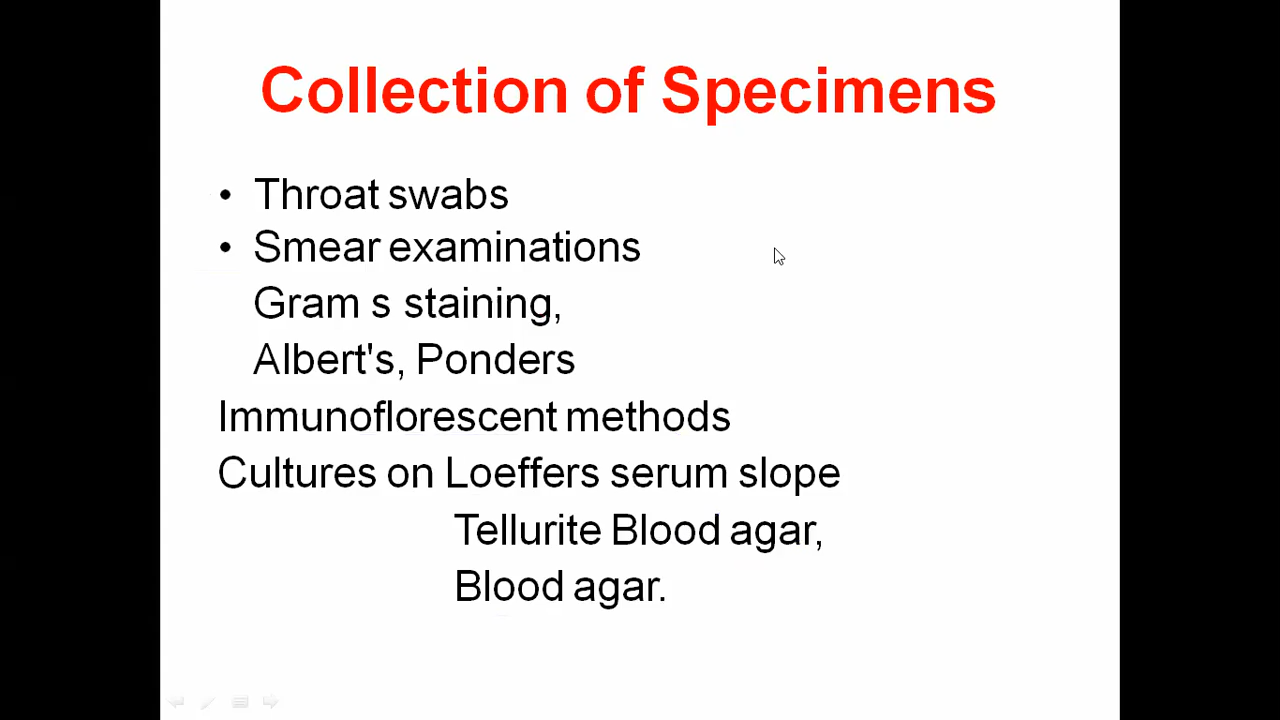 Collection of Specimens
• Throat swabs
• Smear examinations
Gram s staining,
Albert's, Ponders
Immunoflorescent methods
Cultures on Loeffers serum slope
Tellurite Blood agar,
Blood agar.